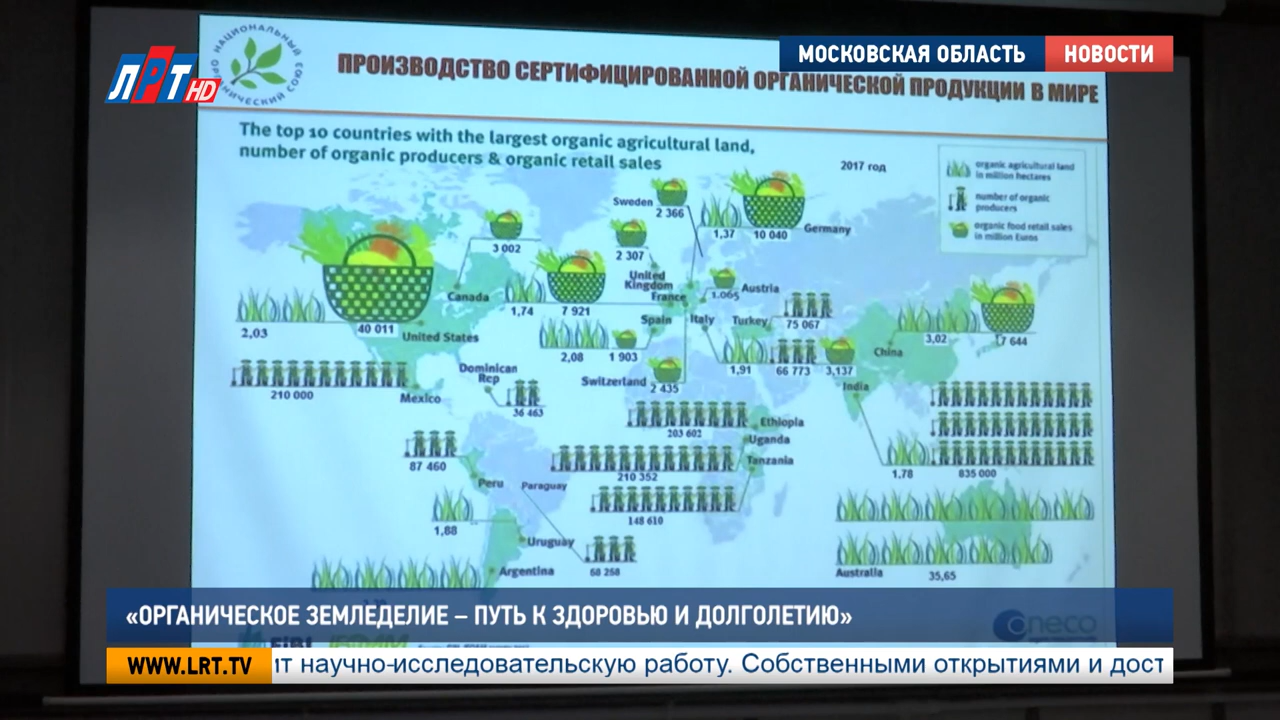 ЛРТ HD
НАЦИОНАЛЬНЫЙ ОРГАНИЧЕСКИЙ СОЮЗ
МОСКОВСКАЯ ОБЛАСТЬ НОВОСТИ
ПРОИЗВОДСТВО СЕРТИФИЦИРОВАННОЙ ОРГАНИЧЕСКОЙ ПРОДУКЦИИ В МИРЕ
The top 10 countries with the largest organic agricultural land,
number of organic producers & organic retail sales
2017 год
organic agricultural land
in million hectares
number of organic
producers
organic food retail sales
in million Euros
Sweden
2 366
1,37 10 040 Germany
3 002
Canada
2 307
United
Kingdom
France
1,74 7 921
1.065 Austria
2,03 40 011 United States
Spain
2,08 1 903
Italy
1,91 66 773 3,137
Turkey
75 067
China
3,02 17 644
Switzerland
2 435
Dominican
Rep
36 463
210 000 Mexico
India
1,78 835 000
203 602 Ethiopia
Uganda
210 352
Tanzania
148 610
87 460
Peru
Paraguay
60 258
1,88
Uruguay
Argentina
Australia 35,65
«ОРГАНИЧЕСКОЕ ЗЕМЛЕДЕЛИЕ – ПУТЬ К ЗДОРОВЬЮ И ДОЛГОЛЕТИЮ»
oneco
WWW.LRT.TV ит научно-исследовательскую работу. Собственными открытиями и дост